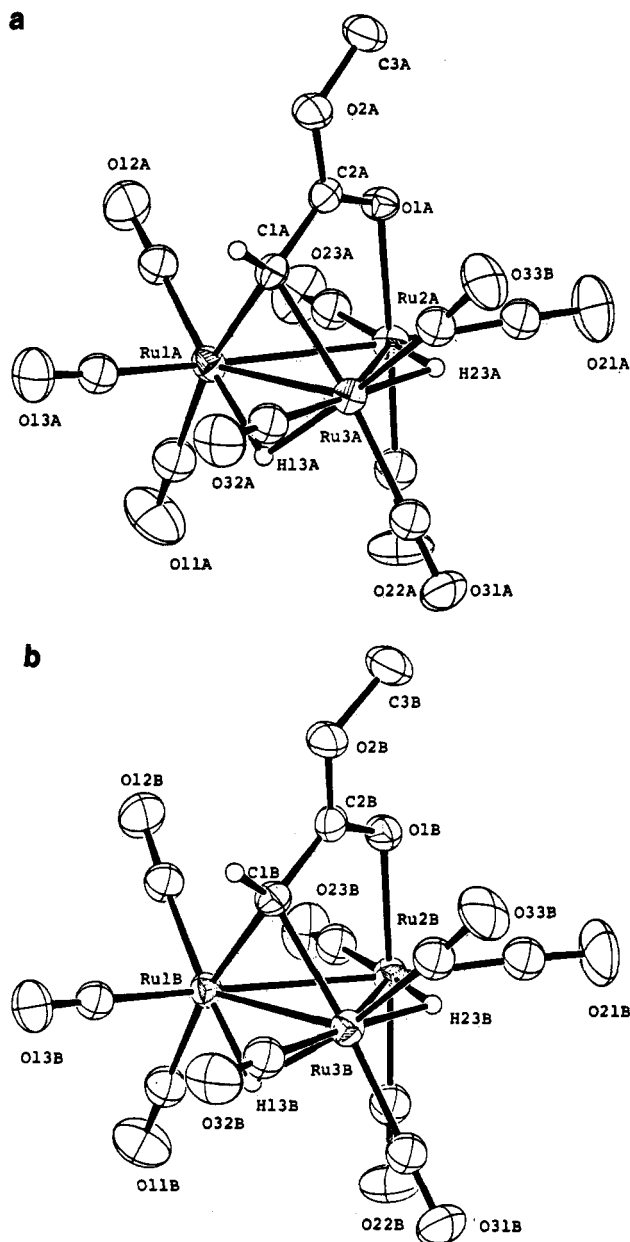 a
C3A
O2A
O12A
C2A
O1A
C1A
O23A
O33B
Ru2A
Ru1A
O21A
H23A
O13A
Ru3A
O32A
H13A
O11A
O22A
O31A
b
C3B
O2B
O12B
C2B
O1B
C1B
O23B
O33B
Ru2B
Ru1B
O21B
H23B
O13B
Ru3B
O32B
H13B
O11B
O22B
O31B